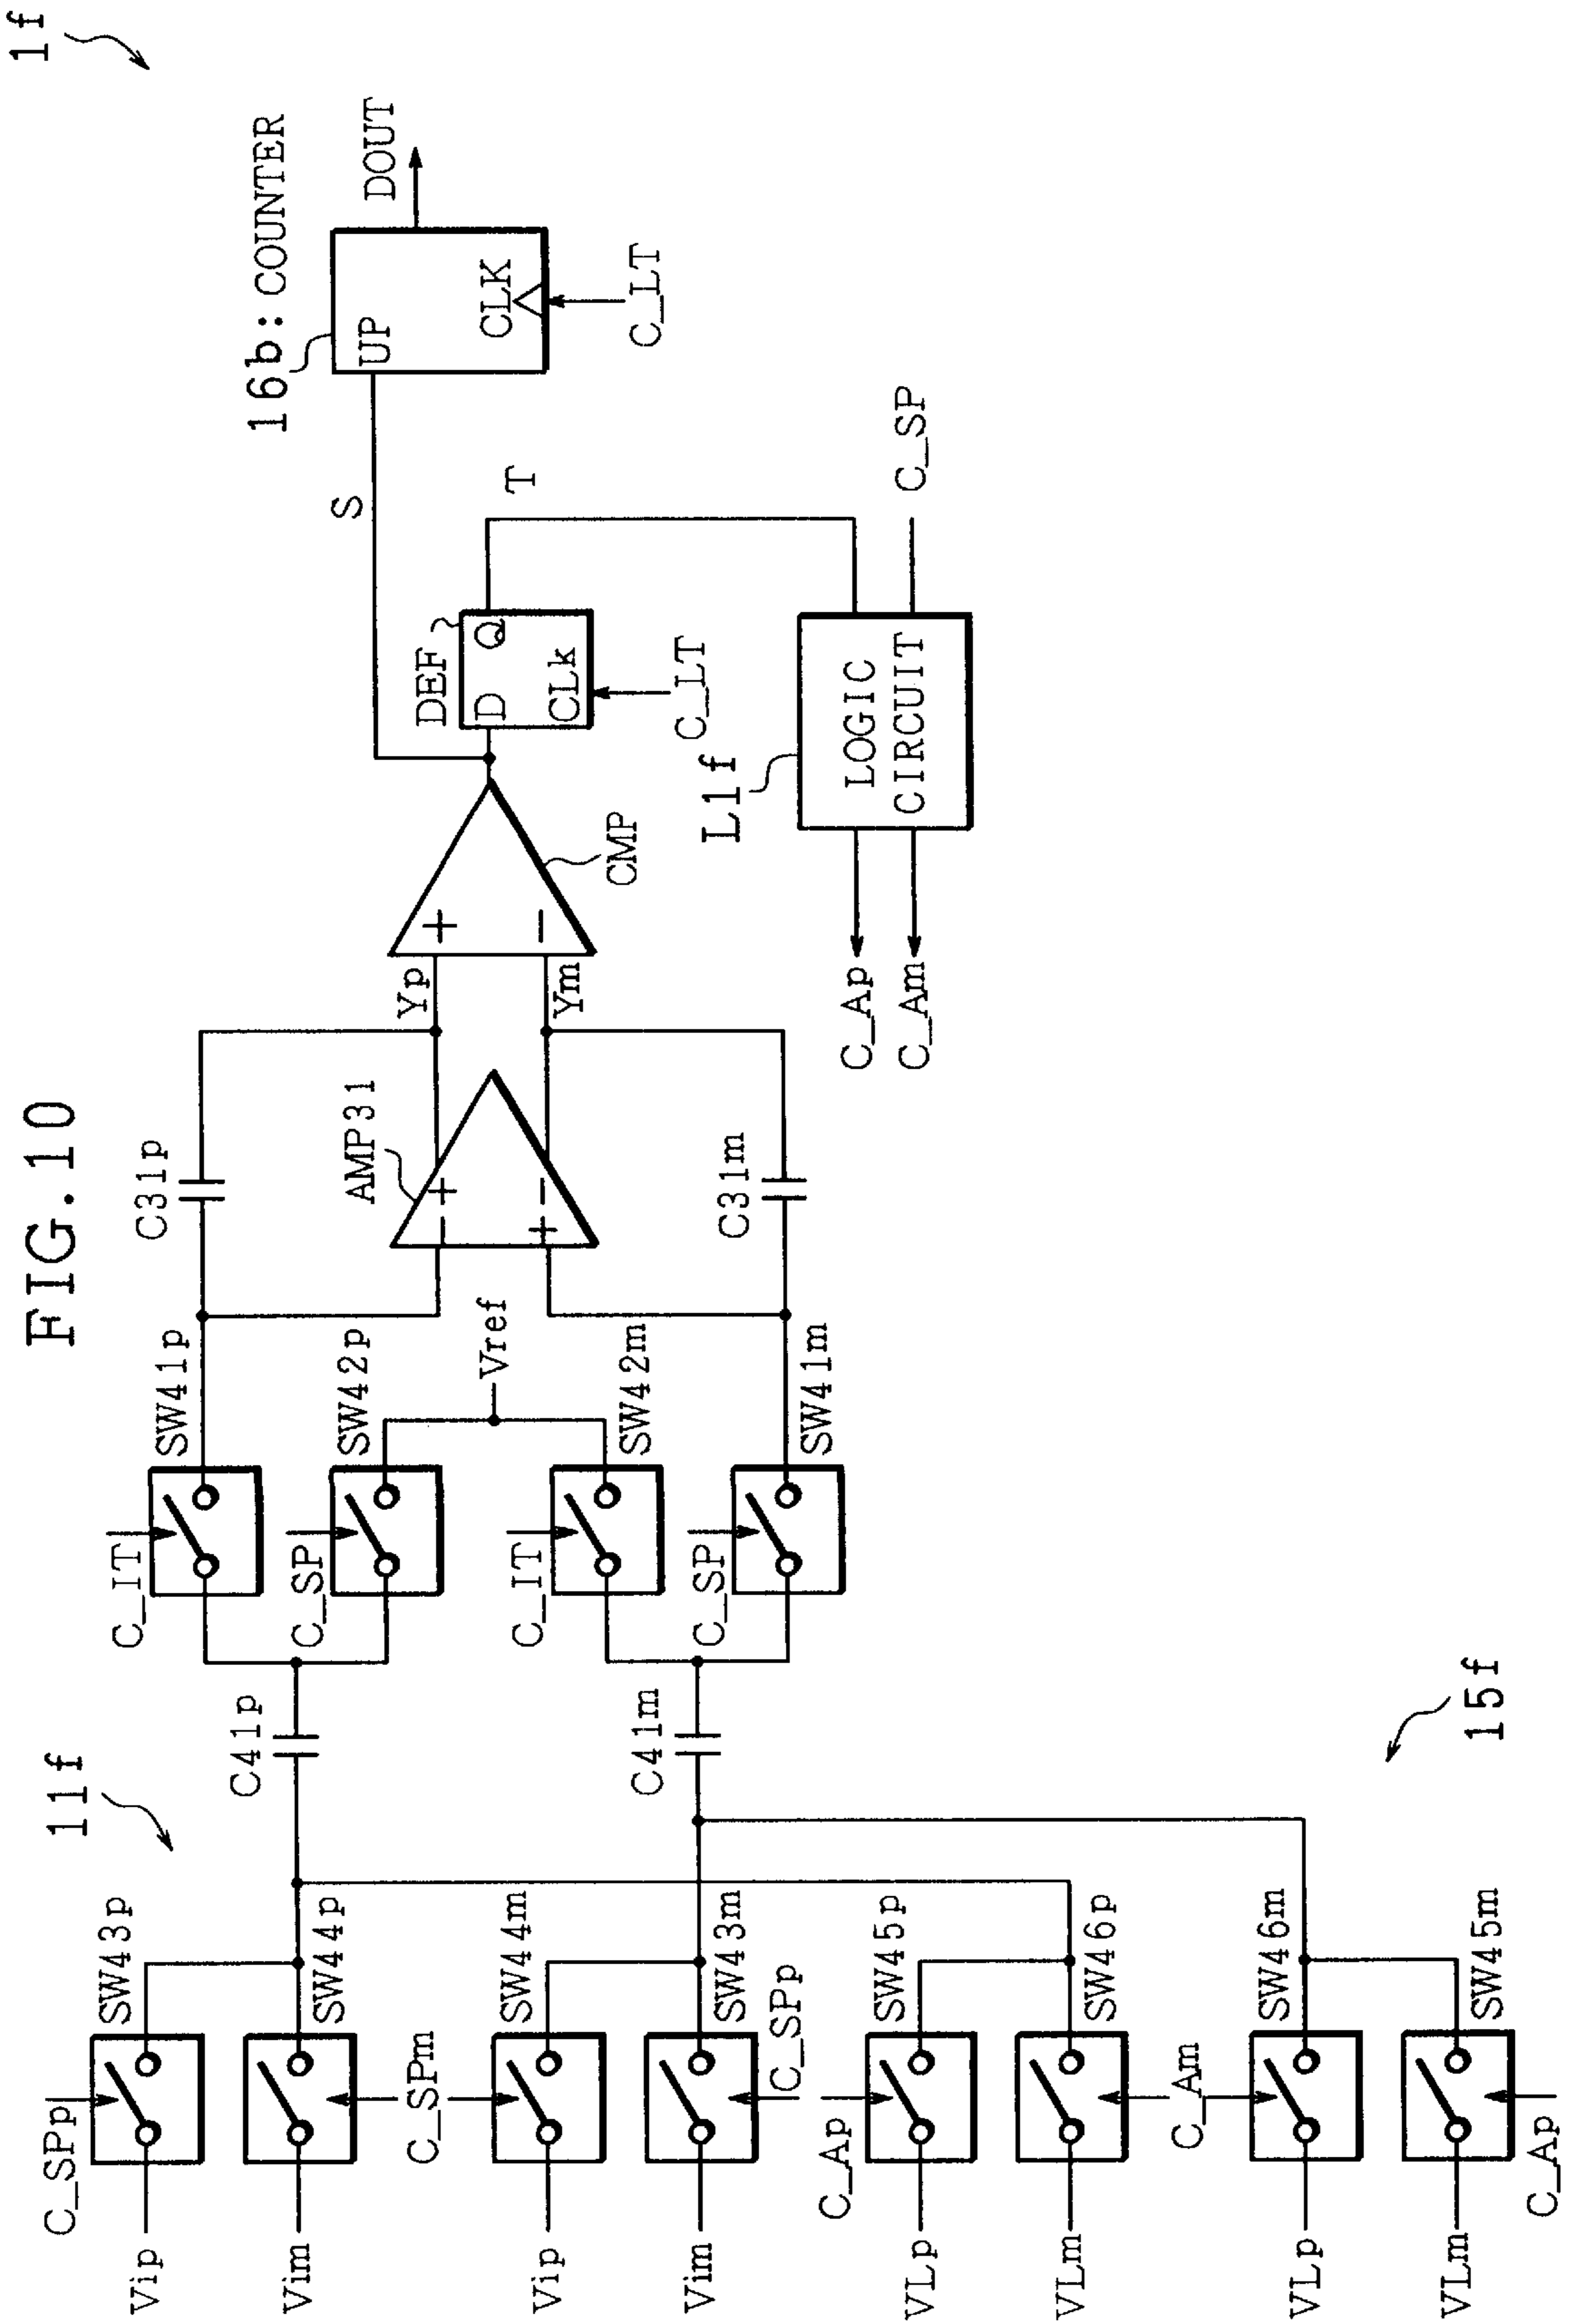 FIG.10
1f
11f
C_SPp
SW43p
Vip
SW44p
Vim
C_SPm
SW44m
Vip
SW43m
Vim
C_SPp
C_Ap
SW45p
VLp
SW46p
VLm
C_Am
SW46m
VLp
SW45m
VLm
C_Ap
15f
C41p
C41m
C_IT
SW41p
C_SP
SW42p
Vref
C_IT
SW42m
C_SP
SW41m
C31p
AMP31
+
−
−
+
C31m
Yp
Ym
+
−
CMP
S
DEF
D
Q
CLk
C_LT
T
L1f
LOGIC
CIRCUIT
C_Ap
C_Am
C_SP
16b:COUNTER
UP
CLK
C_LT
DOUT